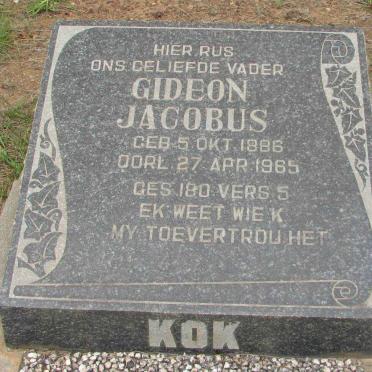 HIER RUS
ONS GELIEFDE VADER
GIDEON
JACOBUS
GEB 5 OKT 1886
OORL 27 APR 1965
GES 180 VERS 5
EK WEET WIE K
MY TOEVERTROU HET
KOK